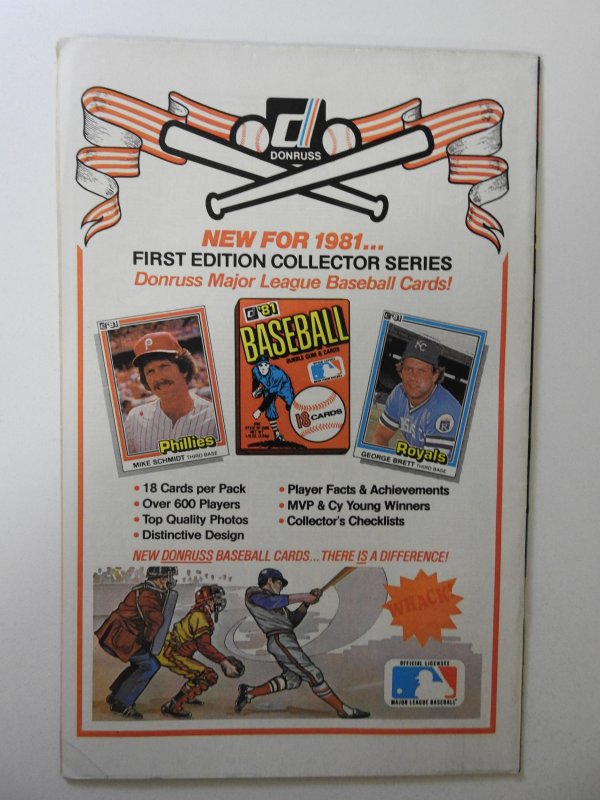 DONRUSS
NEW FOR 1981...
FIRST EDITION COLLECTOR SERIES
Donruss Major League Baseball Cards!
'81
'81
BASEBALL
BUBBLE GUM & CARDS
18 CARDS
Phillies
MIKE SCHMIDT THIRD BASE
'81
KC
Royals
GEORGE BRETT THIRD BASE
• 18 Cards per Pack
• Over 600 Players
• Top Quality Photos
• Distinctive Design
• Player Facts & Achievements
• MVP & Cy Young Winners
• Collector's Checklists
NEW DONRUSS BASEBALL CARDS...THERE IS A DIFFERENCE!
WHACK
OFFICIAL LICENSEE
MAJOR LEAGUE BASEBALL